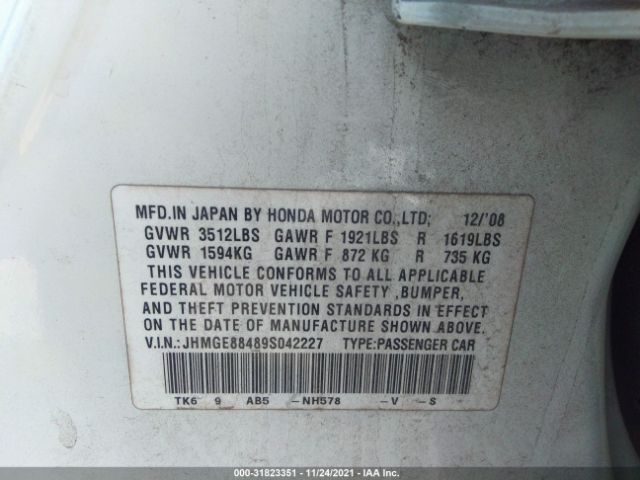 MFD.IN JAPAN BY HONDA MOTOR CO.,LTD; 12/'08
GVWR 3512LBS GAWR F 1921LBS R 1619LBS
GVWR 1594KG GAWR F 872 KG R 735 KG
THIS VEHICLE CONFORMS TO ALL APPLICABLE
FEDERAL MOTOR VEHICLE SAFETY ,BUMPER,
AND THEFT PREVENTION STANDARDS IN EFFECT
ON THE DATE OF MANUFACTURE SHOWN ABOVE.
V.I.N.: JHMGE88489S042227 TYPE:PASSENGER CAR
TK6 9 AB5 -NH578 -V -S
000-31823351 - 11/24/2021 - IAA Inc.